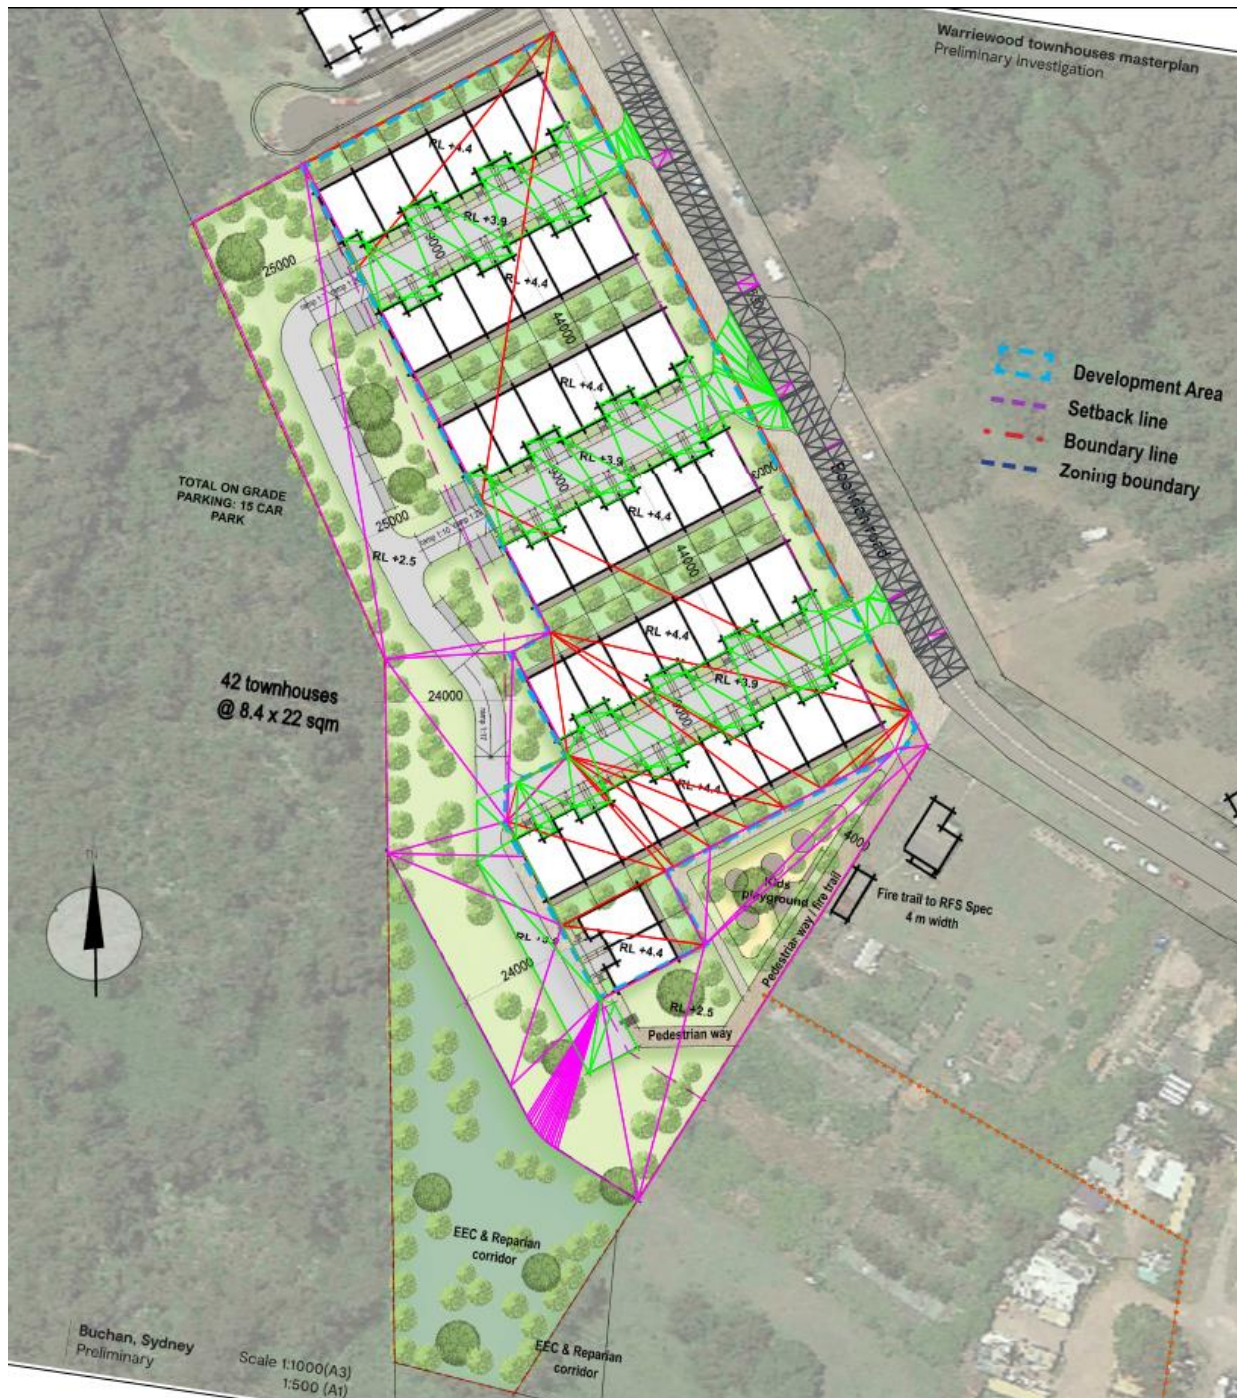 Warriewood townhouses masterplan
Preliminary Investigation
RL +4.4
RL +3.9
9000
25000
RL +4.4
44000
RL +4.4
Development Area
Setback line
Boundary line
Zoning boundary
TOTAL ON GRADE
PARKING: 15 CAR
PARK
25000
ramp 1:10
RL +2.5
RL +3.9
RL +4.4
44000
RL +4.4
42 townhouses
@ 8.4 x 22 sqm
24000
RL +3.9
RL +4.4
Kids
playground
4000
Pedestrian way / fire trail
Fire trail to RFS Spec
4 m width
RL +4.4
24000
RL +2.5
Pedestrian way
EEC & Reparian
corridor
EEC & Reparian
corridor
Buchan, Sydney
Preliminary
Scale 1:1000(A3)
1:500 (A1)